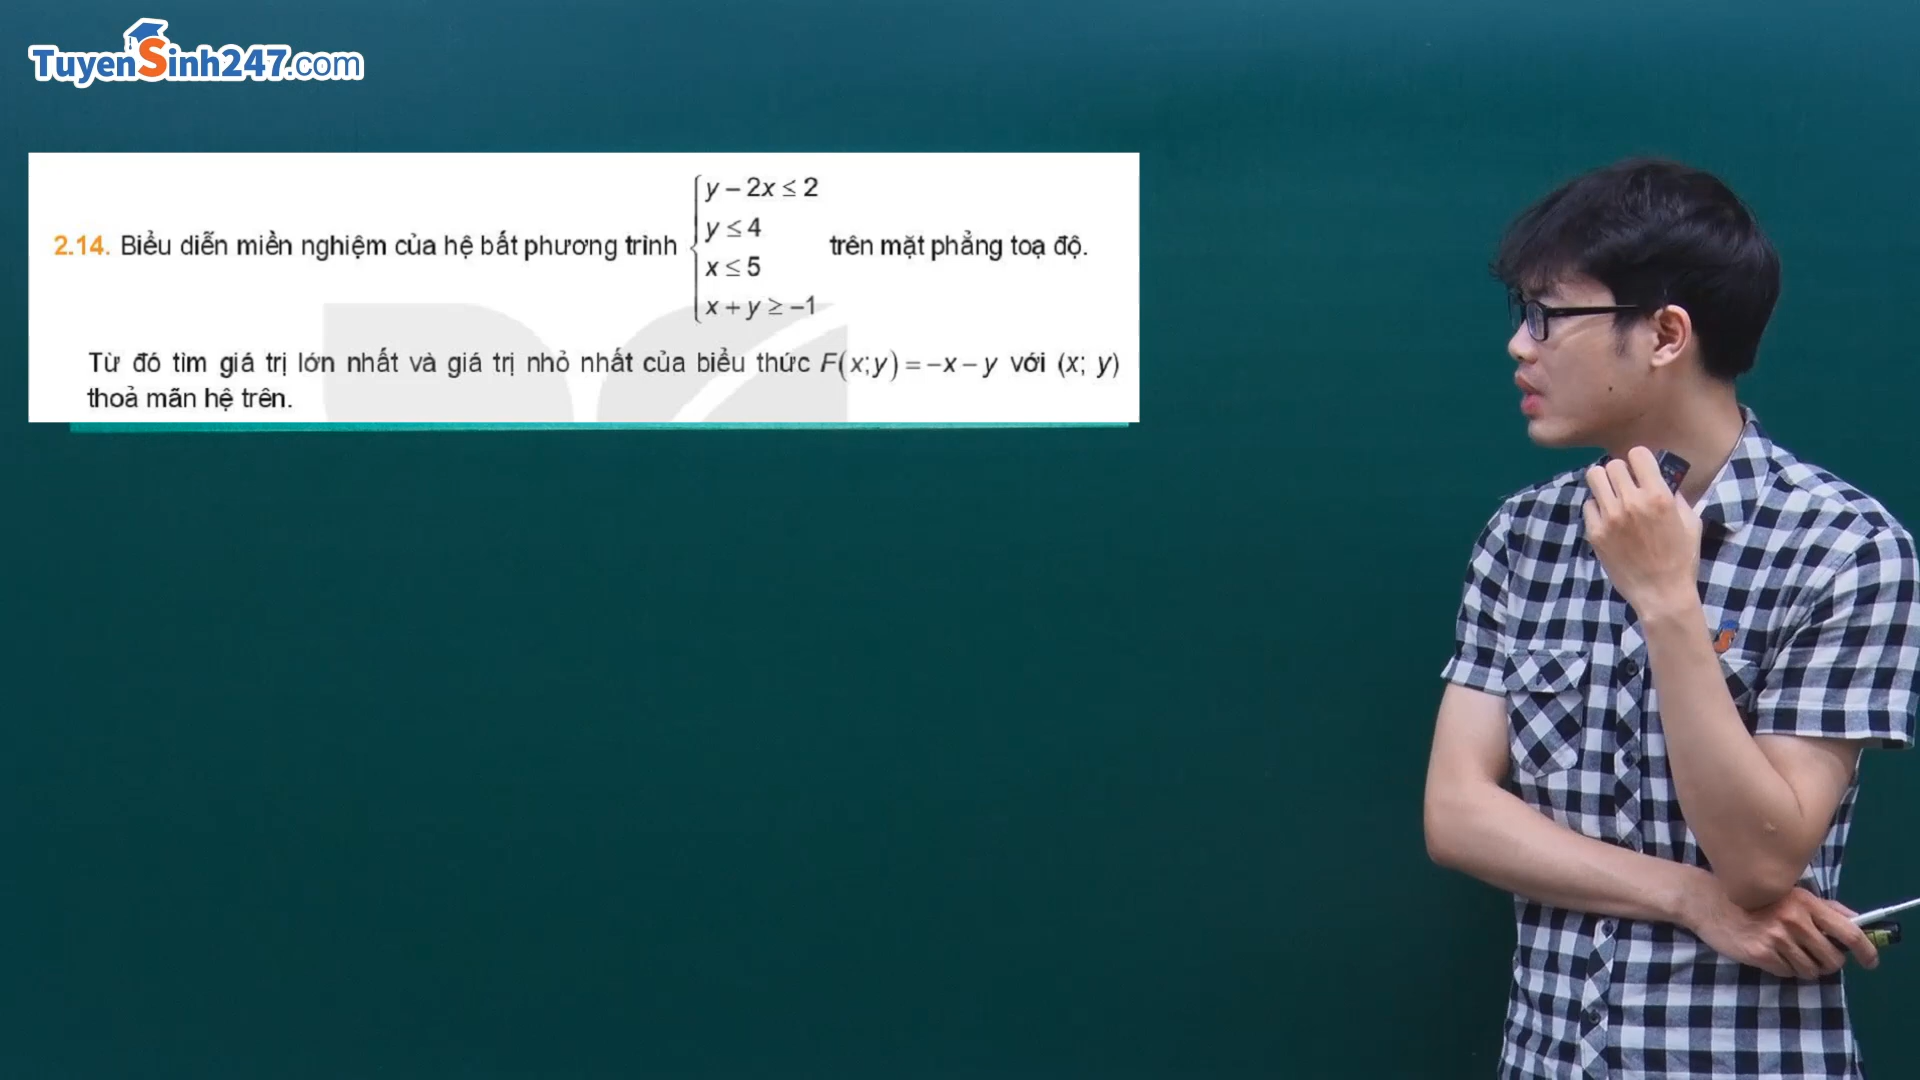 TuyenSinh247.com
2.14. Biểu diễn miền nghiệm của hệ bất phương trình { y – 2x ≤ 2
y ≤ 4
x ≤ 5
x + y ≥ –1 trên mặt phẳng toạ độ.
Từ đó tìm giá trị lớn nhất và giá trị nhỏ nhất của biểu thức F(x;y) = –x – y với (x; y)
thoả mãn hệ trên.